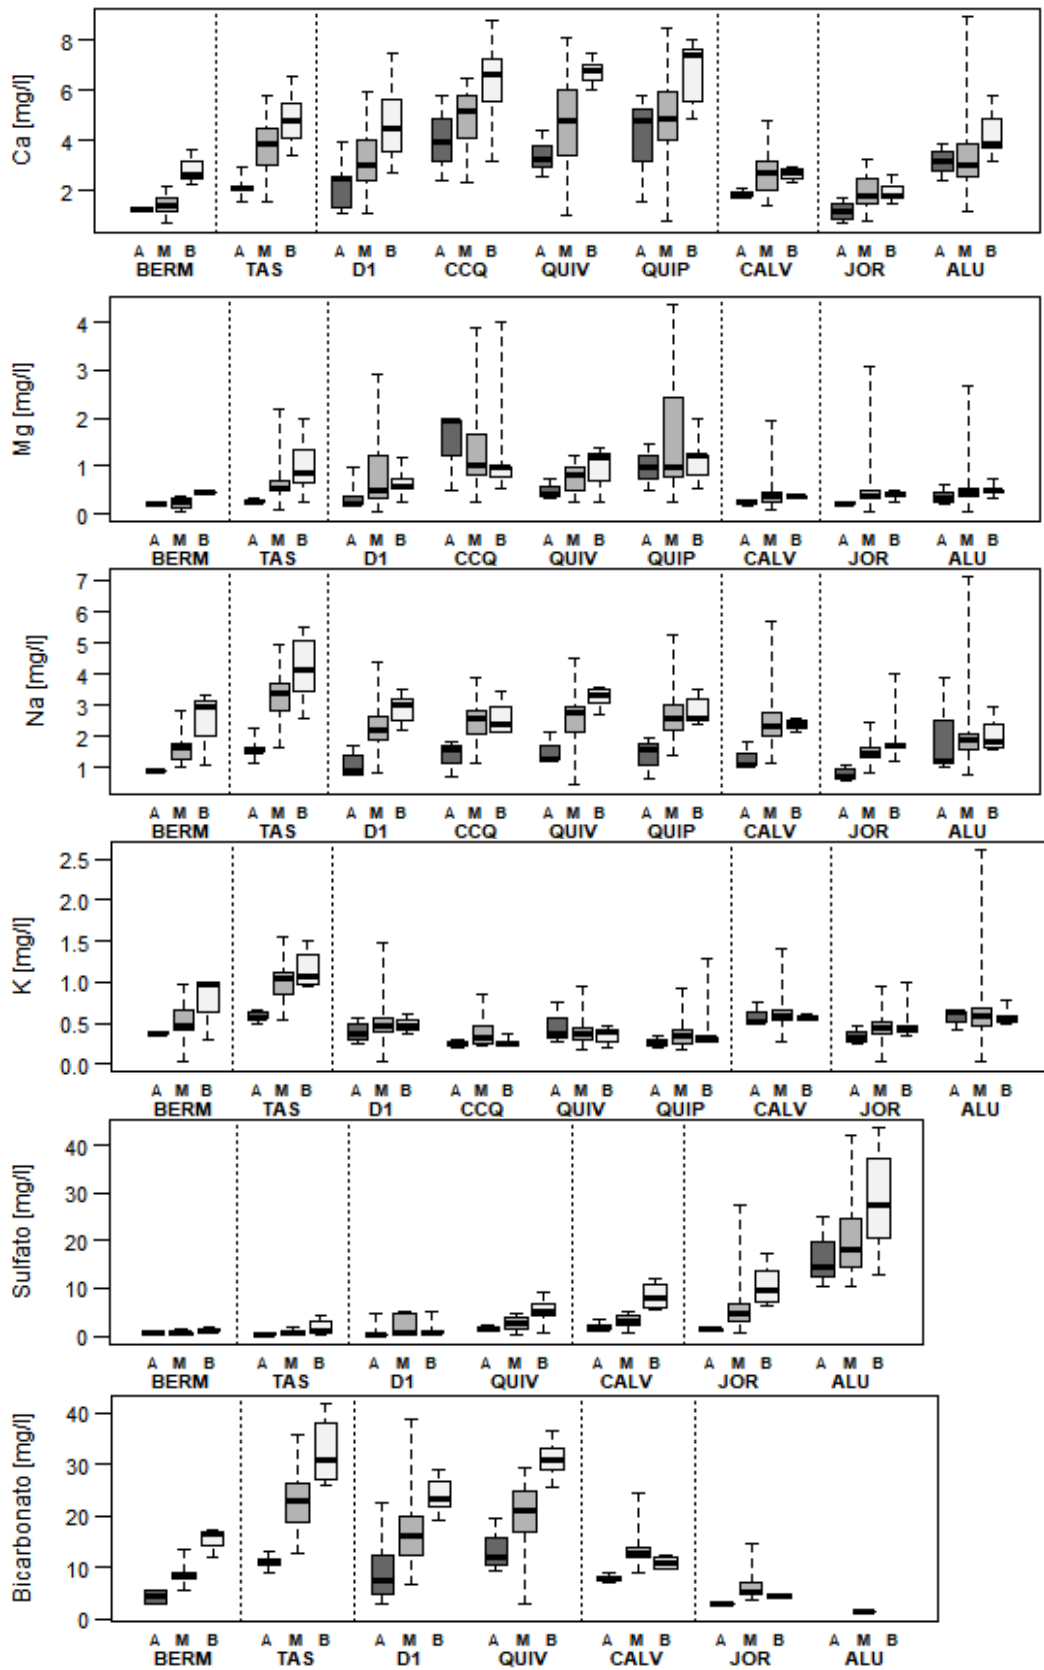 Ca [mg/l]
8
6
4
2
A M B A M B A M B A M B A M B A M B A M B A M B A M B
BERM TAS D1 CCQ QUIV QUIP CALV JOR ALU
Mg [mg/l]
4
3
2
1
0
A M B A M B A M B A M B A M B A M B A M B A M B A M B
BERM TAS D1 CCQ QUIV QUIP CALV JOR ALU
Na [mg/l]
7
6
5
4
3
2
1
A M B A M B A M B A M B A M B A M B A M B A M B A M B
BERM TAS D1 CCQ QUIV QUIP CALV JOR ALU
K [mg/l]
2.5
2.0
1.5
1.0
0.5
0.0
A M B A M B A M B A M B A M B A M B A M B A M B A M B
BERM TAS D1 CCQ QUIV QUIP CALV JOR ALU
Sulfato [mg/l]
40
30
20
10
0
A M B A M B A M B A M B A M B A M B A M B
BERM TAS D1 QUIV CALV JOR ALU
Bicarbonato [mg/l]
40
30
20
10
0
A M B A M B A M B A M B A M B A M B A M B
BERM TAS D1 QUIV CALV JOR ALU